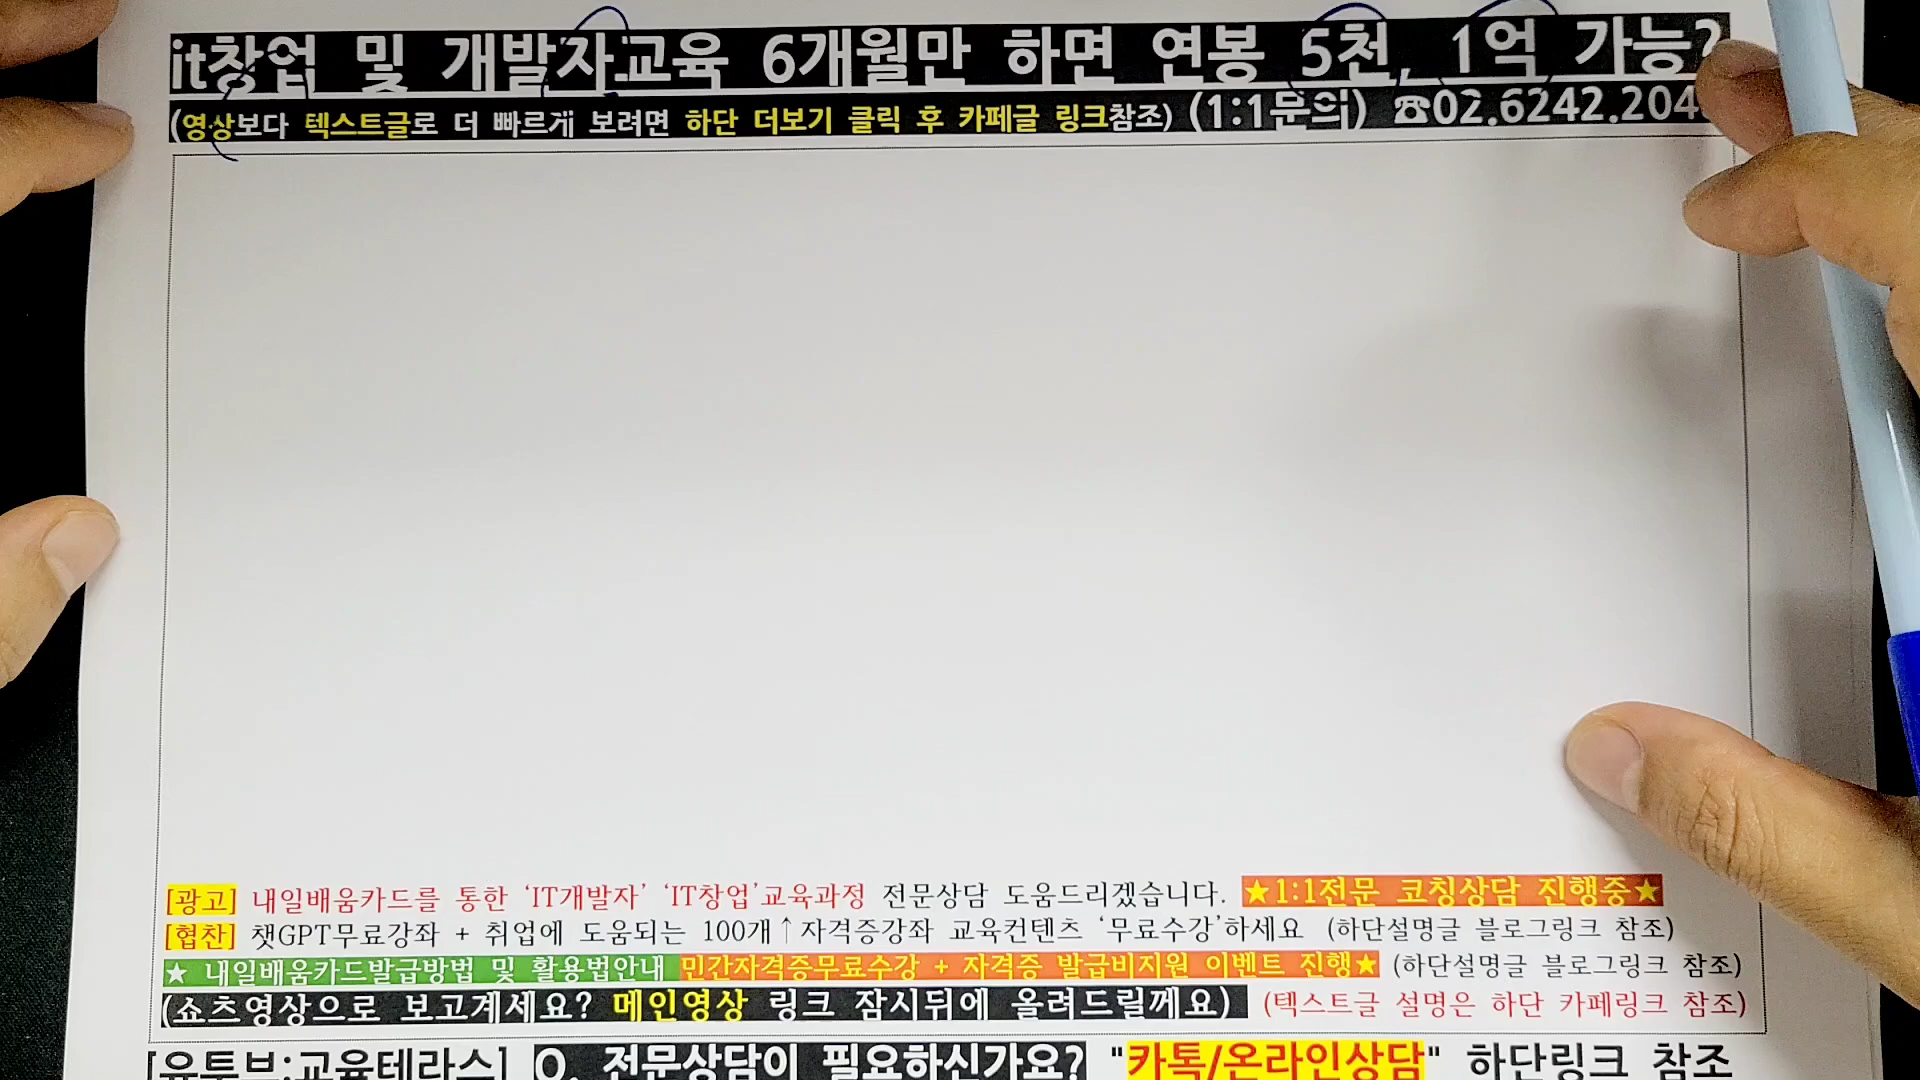 it창업 및 개발자교육 6개월만 하면 연봉 5천, 1억 가능?
(영상보다 텍스트글로 더 빠르게 보려면 하단 더보기 클릭 후 카페글 링크참조) (1:1문의) ☎02.6242.204
[광고] 내일배움카드를 통한 ‘IT개발자’ ‘IT창업’교육과정 전문상담 도움드리겠습니다. ★1:1전문 코칭상담 진행중★
[협찬] 챗GPT무료강좌 + 취업에 도움되는 100개↑자격증강좌 교육컨텐츠 ‘무료수강’하세요 (하단설명글 블로그링크 참조)
★ 내일배움카드발급방법 및 활용법안내 민간자격증무료수강 + 자격증 발급비지원 이벤트 진행★ (하단설명글 블로그링크 참조)
(쇼츠영상으로 보고계세요? 메인영상 링크 잠시뒤에 올려드릴께요) (텍스트글 설명은 하단 카페링크 참조)
[유투브:교육테라스] Q. 전문상담이 필요하신가요? "카톡/온라인상담" 하단링크 참조